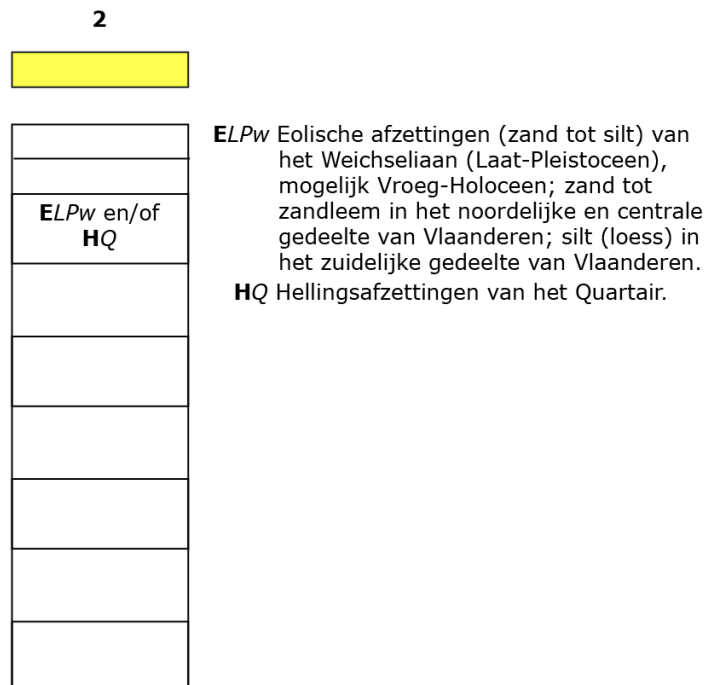 2
ELPw en/of
HQ
ELPw Eolische afzettingen (zand tot silt) van
het Weichseliaan (Laat-Pleistoceen),
mogelijk Vroeg-Holoceen; zand tot
zandleem in het noordelijke en centrale
gedeelte van Vlaanderen; silt (loess) in
het zuidelijke gedeelte van Vlaanderen.
HQ Hellingsafzettingen van het Quartair.